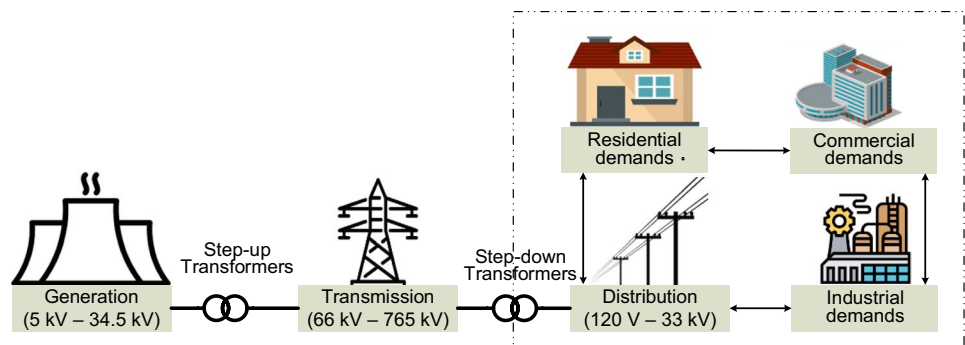 Residential
demands
Commercial
demands
Step-up
Transformers
Step-down
Transformers
Generation
(5 kV – 34.5 kV)
Transmission
(66 kV – 765 kV)
Distribution
(120 V – 33 kV)
Industrial
demands